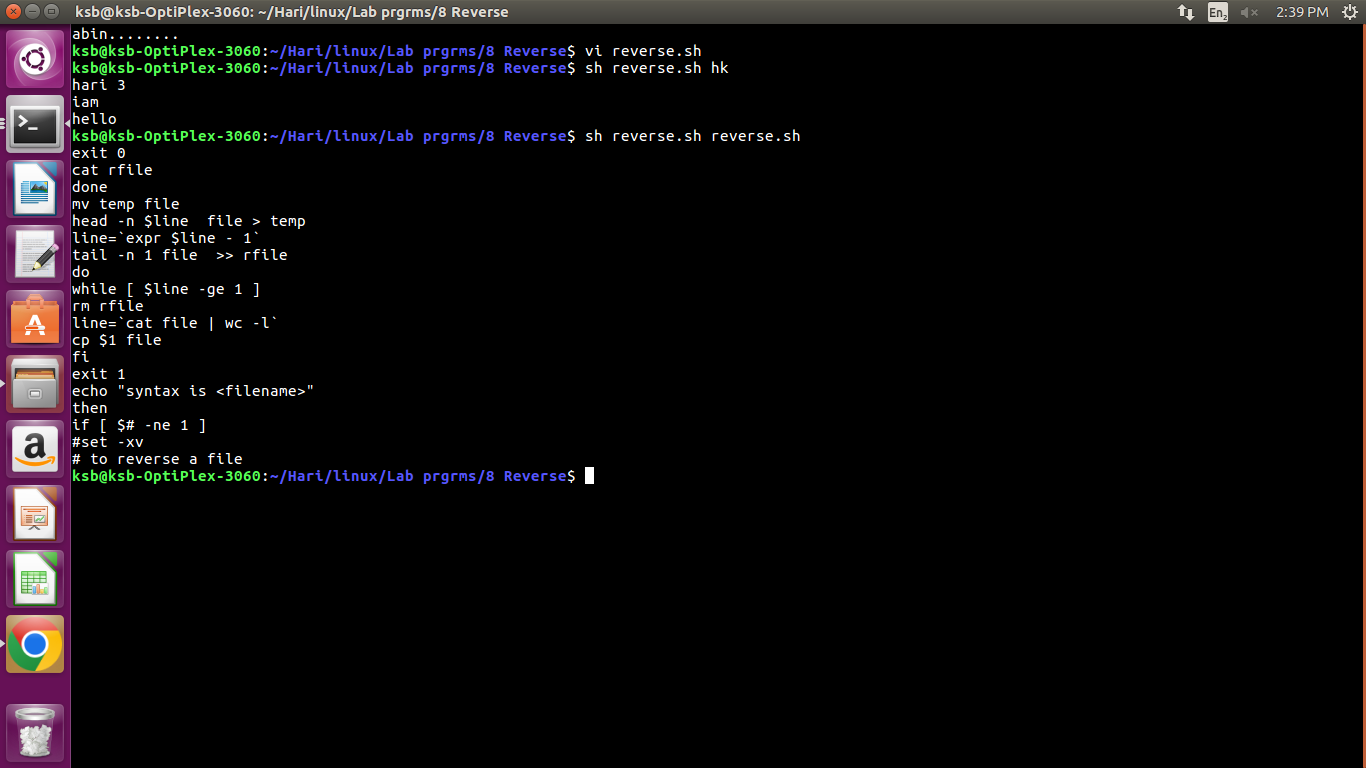 ksb@ksb-OptiPlex-3060: ~/Hari/linux/Lab prgrms/8 Reverse
En2
2:39 PM
abin........
ksb@ksb-OptiPlex-3060:~/Hari/linux/Lab prgrms/8 Reverse$ vi reverse.sh
ksb@ksb-OptiPlex-3060:~/Hari/linux/Lab prgrms/8 Reverse$ sh reverse.sh hk
hari 3
iam
hello
ksb@ksb-OptiPlex-3060:~/Hari/linux/Lab prgrms/8 Reverse$ sh reverse.sh reverse.sh
exit 0
cat rfile
done
mv temp file
head -n $line  file > temp
line=`expr $line - 1`
tail -n 1 file  >> rfile
do
while [ $line -ge 1 ]
rm rfile
line=`cat file | wc -l`
cp $1 file
fi
exit 1
echo "syntax is <filename>"
then
if [ $# -ne 1 ]
#set -xv
# to reverse a file
ksb@ksb-OptiPlex-3060:~/Hari/linux/Lab prgrms/8 Reverse$